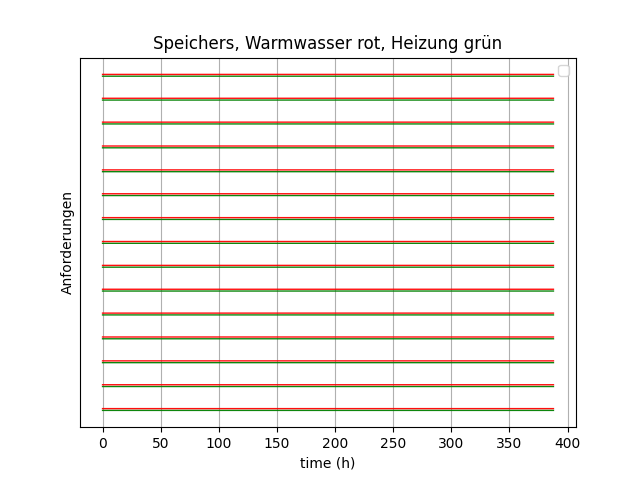 Speichers, Warmwasser rot, Heizung grün
Anforderungen
0 50 100 150 200 250 300 350 400
time (h)